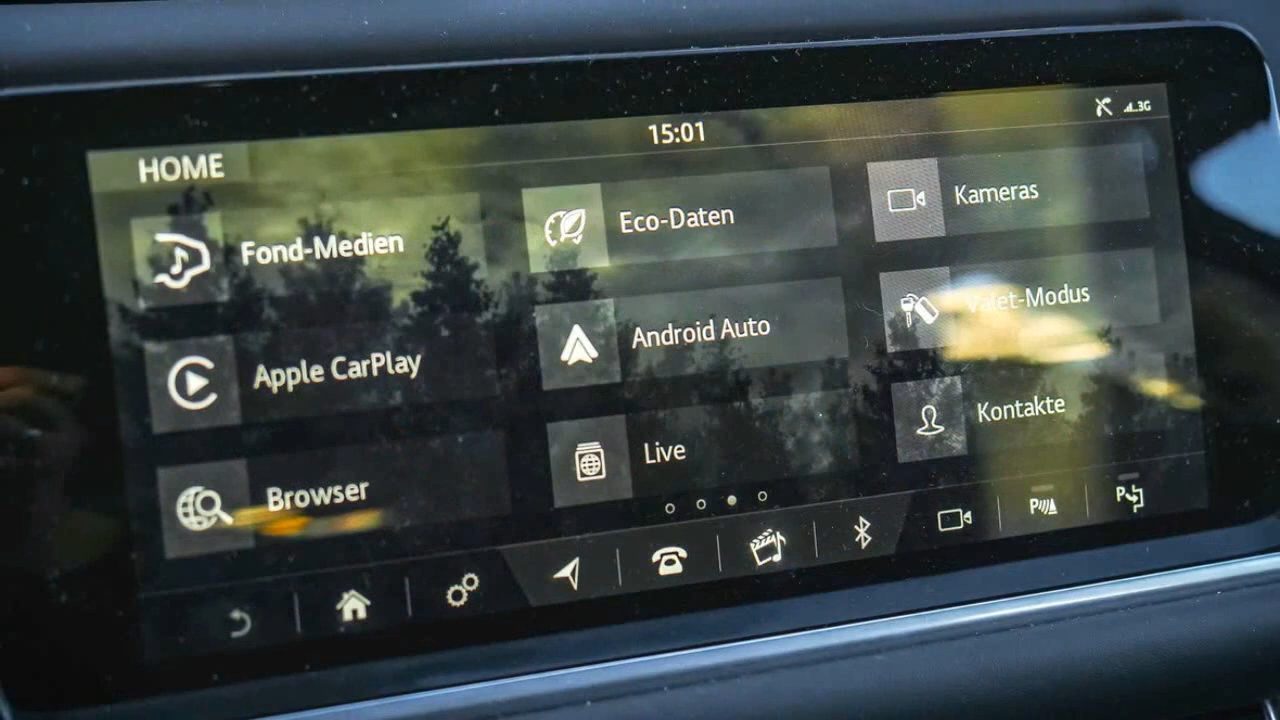 HOME
15:01
3G
Fond-Medien
Eco-Daten
Kameras
Apple CarPlay
Android Auto
Valet-Modus
Browser
Live
Kontakte
P
P